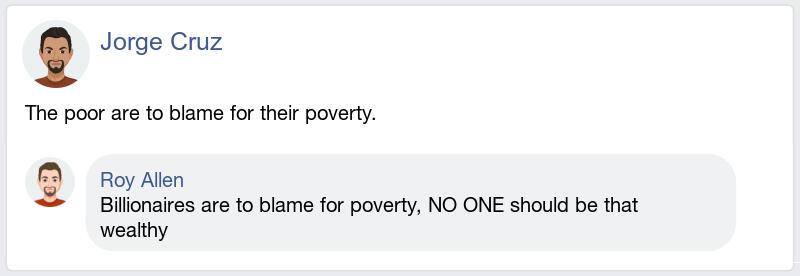 Jorge Cruz
The poor are to blame for their poverty.
Roy Allen
Billionaires are to blame for poverty, NO ONE should be that
wealthy